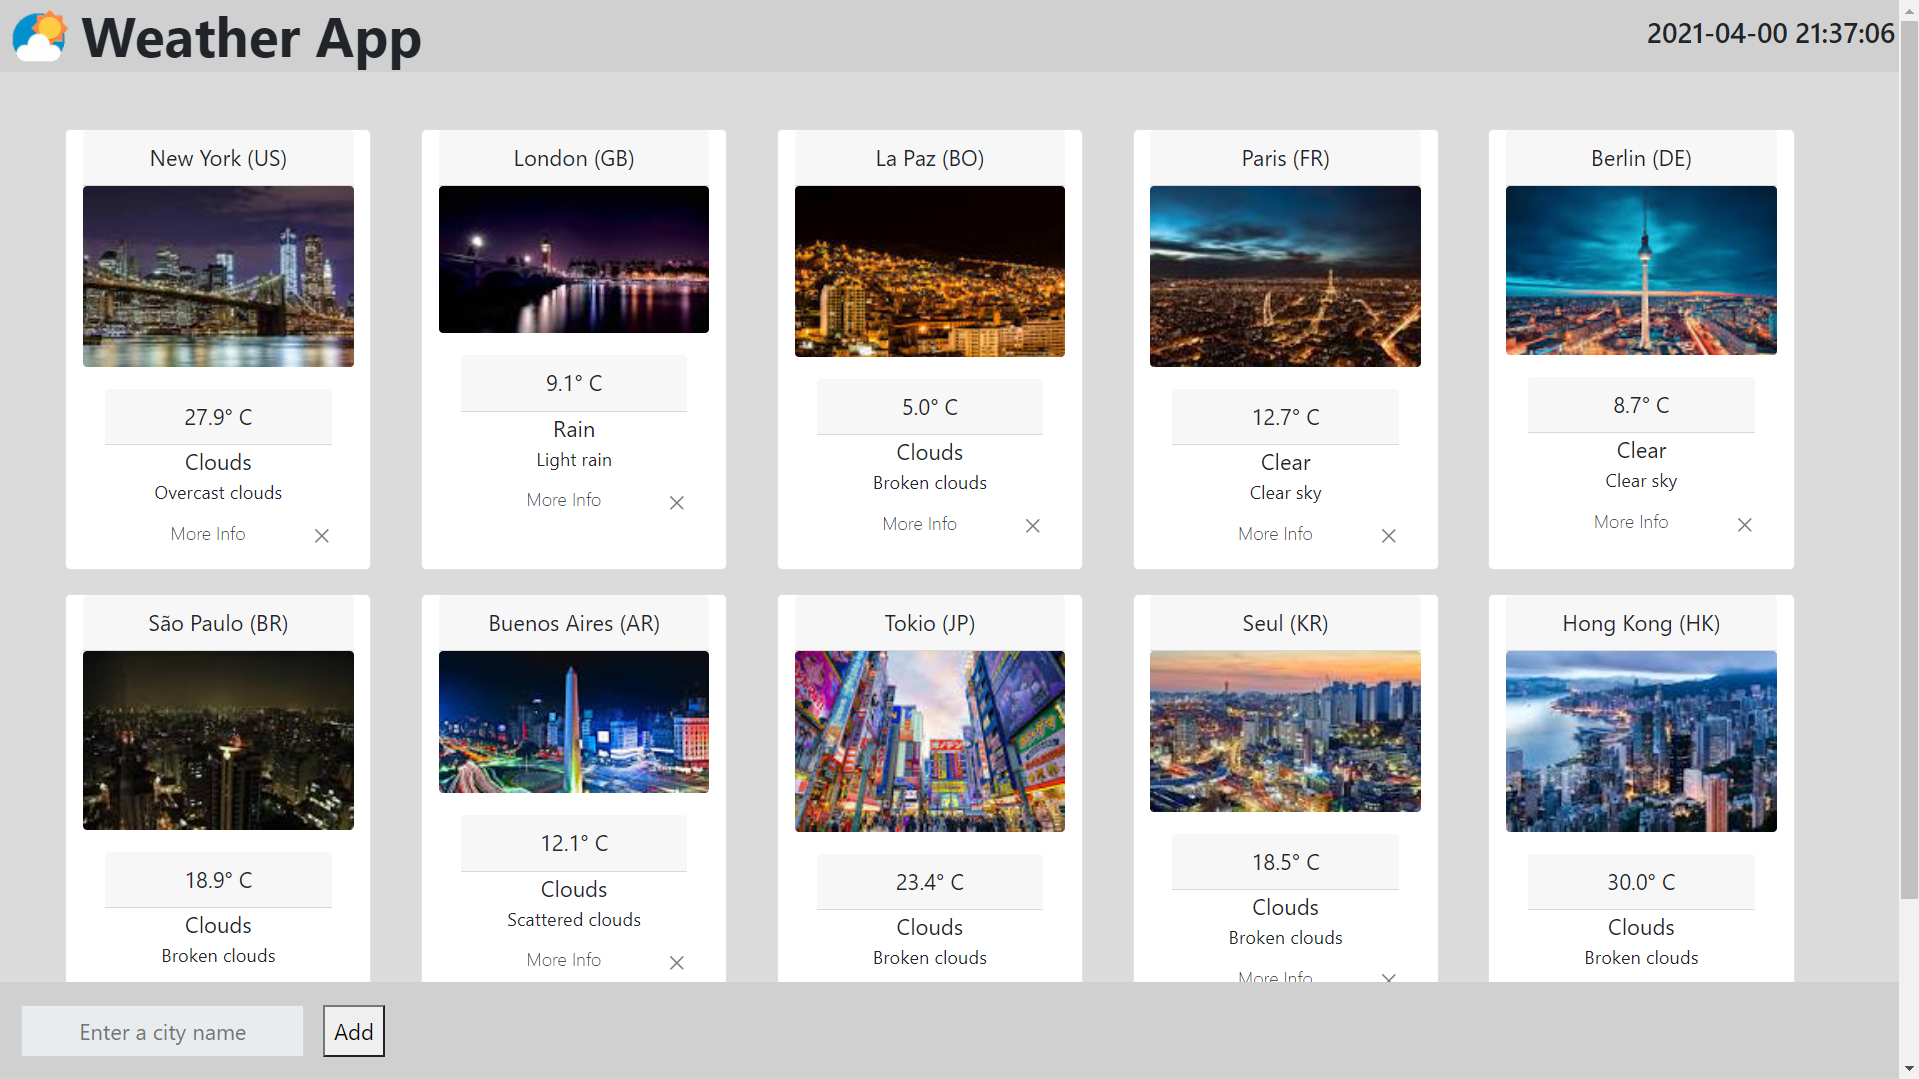 Weather App
2021-04-00 21:37:06
New York (US)
27.9° C
Clouds
Overcast clouds
More Info
London (GB)
9.1° C
Rain
Light rain
More Info
La Paz (BO)
5.0° C
Clouds
Broken clouds
More Info
Paris (FR)
12.7° C
Clear
Clear sky
More Info
Berlin (DE)
8.7° C
Clear
Clear sky
More Info
São Paulo (BR)
18.9° C
Clouds
Broken clouds
Buenos Aires (AR)
12.1° C
Clouds
Scattered clouds
More Info
Tokio (JP)
23.4° C
Clouds
Broken clouds
Seul (KR)
18.5° C
Clouds
Broken clouds
More Info
Hong Kong (HK)
30.0° C
Clouds
Broken clouds
Enter a city name
Add